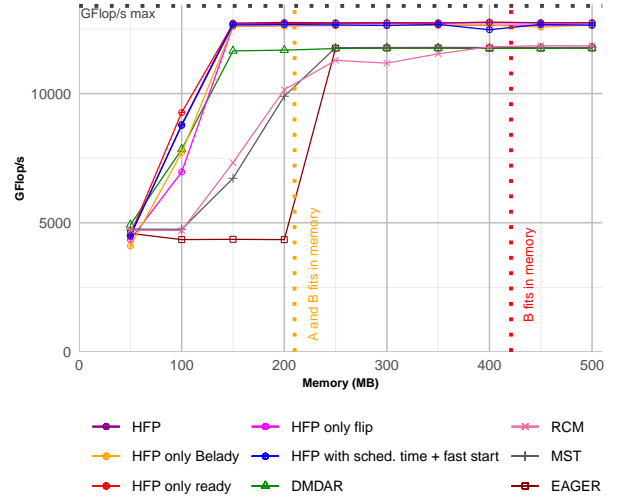 GFlop/s max
10000
5000
0
GFlop/s
A and B fits in memory
B fits in memory
0
100
200
300
400
500
Memory (MB)
HFP
HFP only flip
RCM
HFP only Belady
HFP with sched. time + fast start
MST
HFP only ready
DMDAR
EAGER